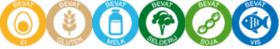 BEVAT EI
BEVAT GLUTEN
BEVAT MELK
BEVAT SELDERIJ
BEVAT SOJA
BEVAT VIS